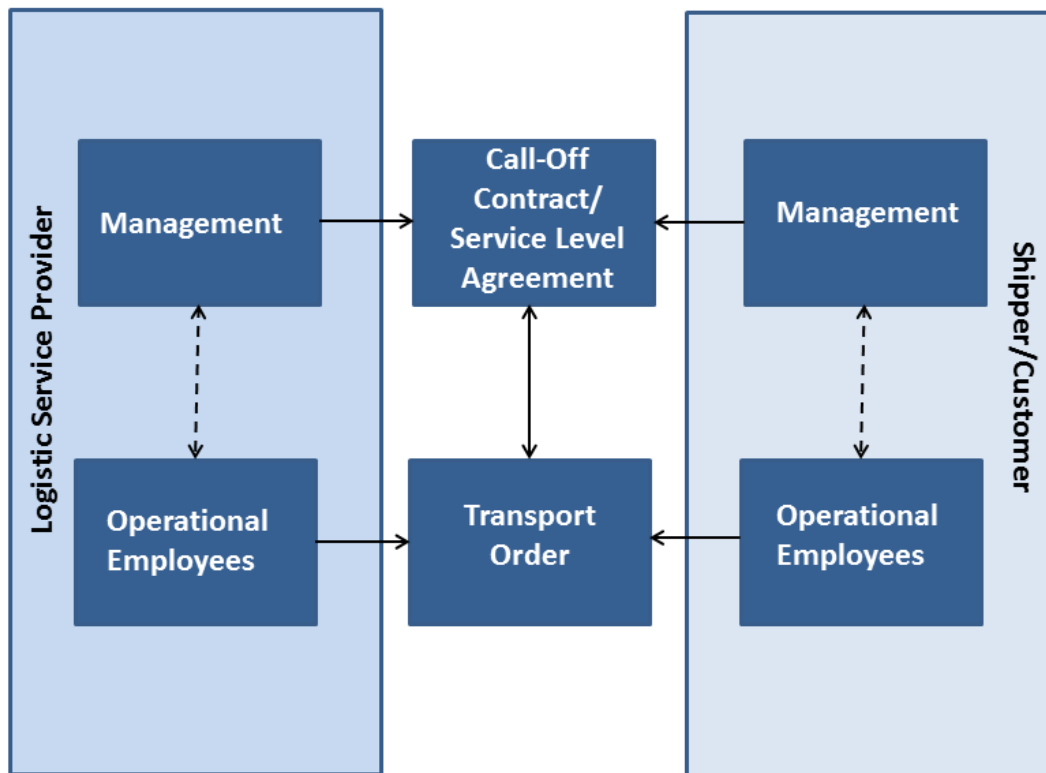 Logistic Service Provider
Management
Call-Off
Contract/
Service Level
Agreement
Management
Shipper/Customer
Operational
Employees
Transport
Order
Operational
Employees